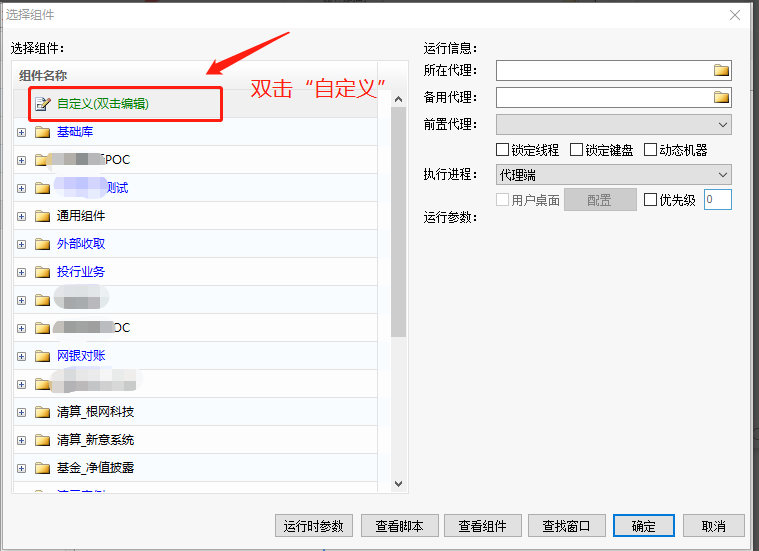 选择组件
选择组件：
组件名称
双击“自定义”
自定义(双击编辑)
基础库
POC
测试
通用组件
外部收取
投行业务
OC
网银对账
清算_根网科技
清算_新意系统
基金_净值披露
运行信息：
所在代理：
备用代理：
前置代理：
锁定线程 锁定键盘 动态机器
执行进程： 代理端
用户桌面 配置 优先级 0
运行参数：
运行时参数 查看脚本 查看组件 查找窗口 确定 取消